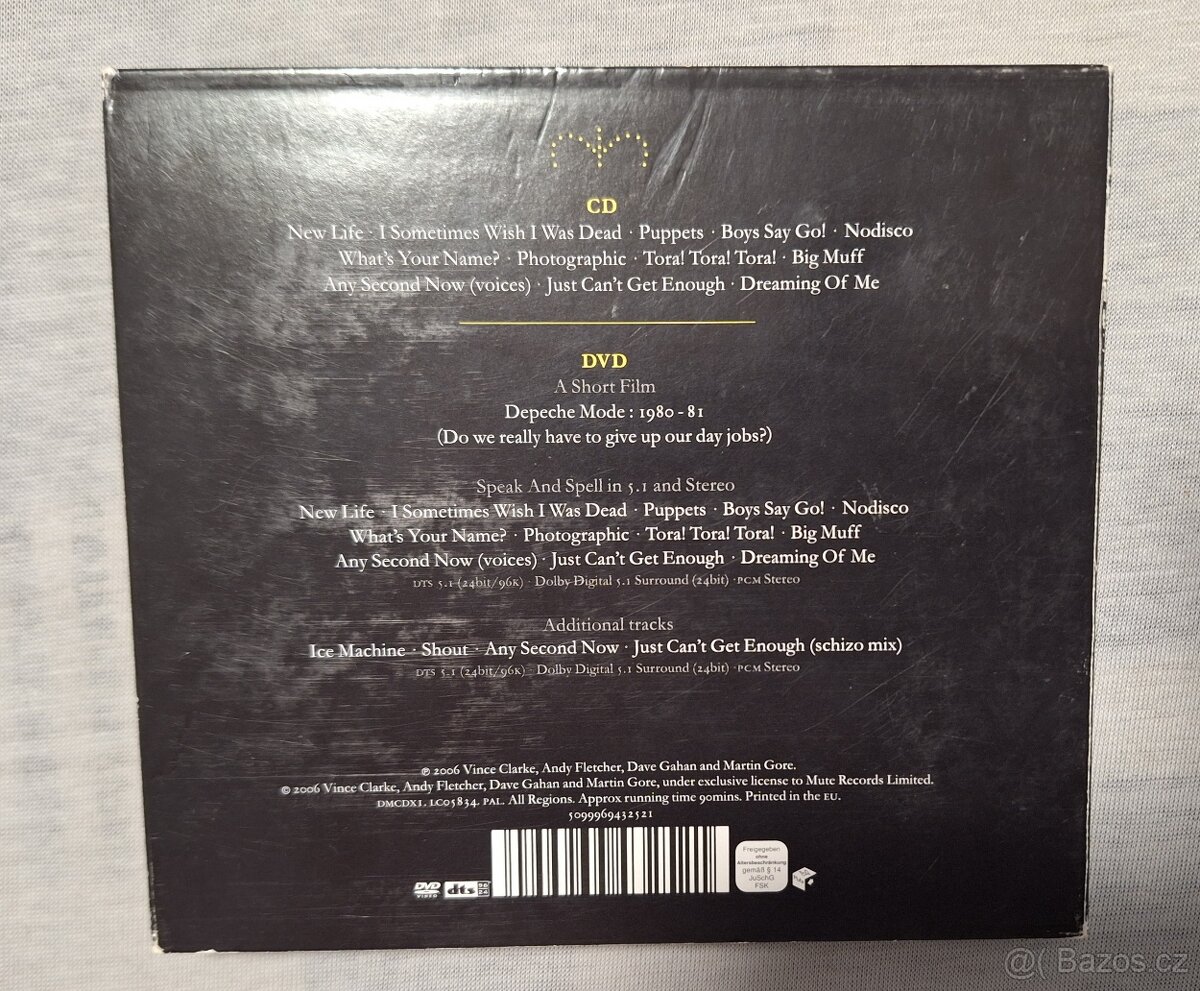 CD
New Life · I Sometimes Wish I Was Dead · Puppets · Boys Say Go! · Nodisco
What's Your Name? · Photographic · Tora! Tora! Tora! · Big Muff
Any Second Now (voices) · Just Can't Get Enough · Dreaming Of Me
DVD
A Short Film
Depeche Mode : 1980 - 81
(Do we really have to give up our day jobs?)
Speak And Spell in 5.1 and Stereo
New Life · I Sometimes Wish I Was Dead · Puppets · Boys Say Go! · Nodisco
What's Your Name? · Photographic · Tora! Tora! Tora! · Big Muff
Any Second Now (voices) · Just Can't Get Enough · Dreaming Of Me
DTS 5.1 (24bit/96K) · Dolby Digital 5.1 Surround (24bit) · PCM Stereo
Additional tracks
Ice Machine · Shout · Any Second Now · Just Can't Get Enough (schizo mix)
DTS 5.1 (24bit/96K) · Dolby Digital 5.1 Surround (24bit) · PCM Stereo
℗ 2006 Vince Clarke, Andy Fletcher, Dave Gahan and Martin Gore.
© 2006 Vince Clarke, Andy Fletcher, Dave Gahan and Martin Gore, under exclusive license to Mute Records Limited.
DMCDX1. LC05834. PAL. All Regions. Approx running time 90mins. Printed in the EU.
5099969432521
DVD VIDEO
dts 96 24
Freigegeben
ohne
Altersbeschränkung
gemäß § 14
JuSchG
FSK
@( Bazos.cz